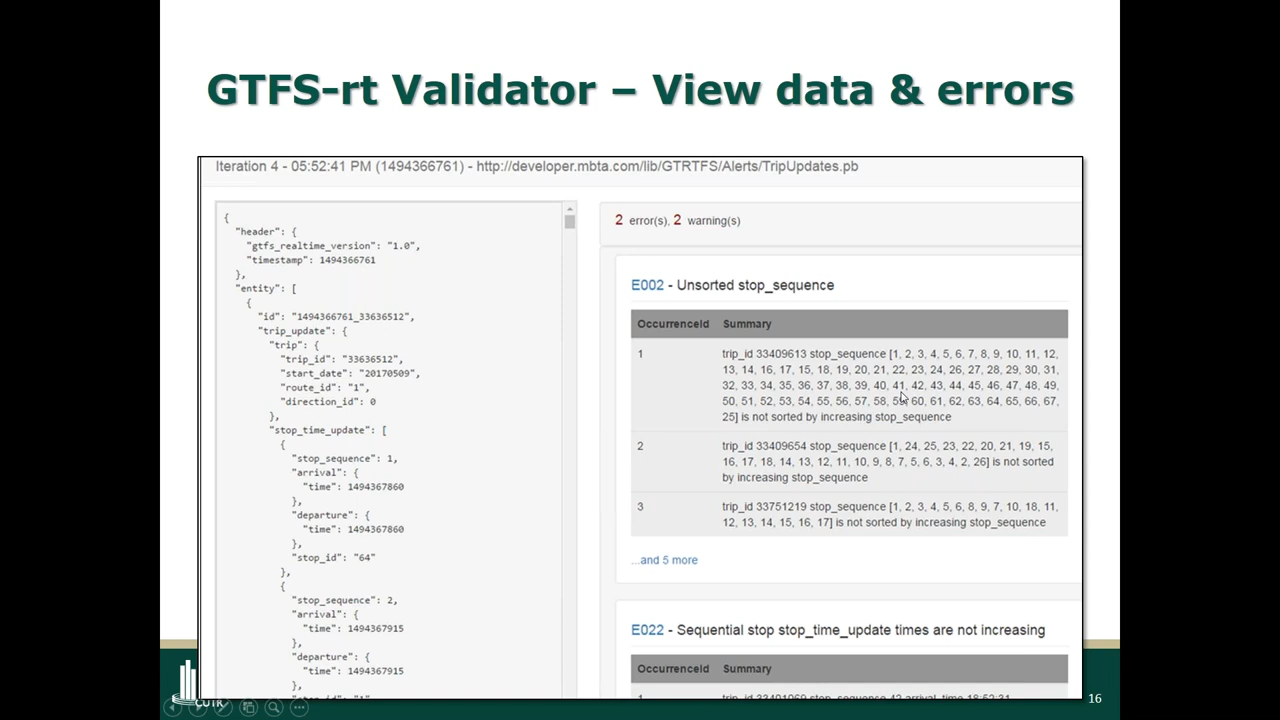 GTFS-rt Validator – View data & errors
Iteration 4 - 05:52:41 PM (1494366761) - http://developer.mbta.com/lib/GTRTFS/Alerts/TripUpdates.pb
{
"header": {
"gtfs_realtime_version": "1.0",
"timestamp": 1494366761
},
"entity": [
{
"id": "1494366761_33636512",
"trip_update": {
"trip": {
"trip_id": "33636512",
"start_date": "20170509",
"route_id": "1",
"direction_id": 0
},
"stop_time_update": [
{
"stop_sequence": 1,
"arrival": {
"time": 1494367860
},
"departure": {
"time": 1494367860
},
"stop_id": "64"
},
{
"stop_sequence": 2,
"arrival": {
"time": 1494367915
},
"departure": {
"time": 1494367915
},
2 error(s), 2 warning(s)
E002 - Unsorted stop_sequence
OccurrenceId Summary
1 trip_id 33409613 stop_sequence [1, 2, 3, 4, 5, 6, 7, 8, 9, 10, 11, 12,
13, 14, 16, 17, 15, 18, 19, 20, 21, 22, 23, 24, 26, 27, 28, 29, 30, 31,
32, 33, 34, 35, 36, 37, 38, 39, 40, 41, 42, 43, 44, 45, 46, 47, 48, 49,
50, 51, 52, 53, 54, 55, 56, 57, 58, 59, 60, 61, 62, 63, 64, 65, 66, 67,
25] is not sorted by increasing stop_sequence
2 trip_id 33409654 stop_sequence [1, 24, 25, 23, 22, 20, 21, 19, 15,
16, 17, 18, 14, 13, 12, 11, 10, 9, 8, 7, 5, 6, 3, 4, 2, 26] is not sorted
by increasing stop_sequence
3 trip_id 33751219 stop_sequence [1, 2, 3, 4, 5, 6, 8, 9, 7, 10, 18, 11,
12, 13, 14, 15, 16, 17] is not sorted by increasing stop_sequence
...and 5 more
E022 - Sequential stop stop_time_update times are not increasing
OccurrenceId Summary
CUTR
16